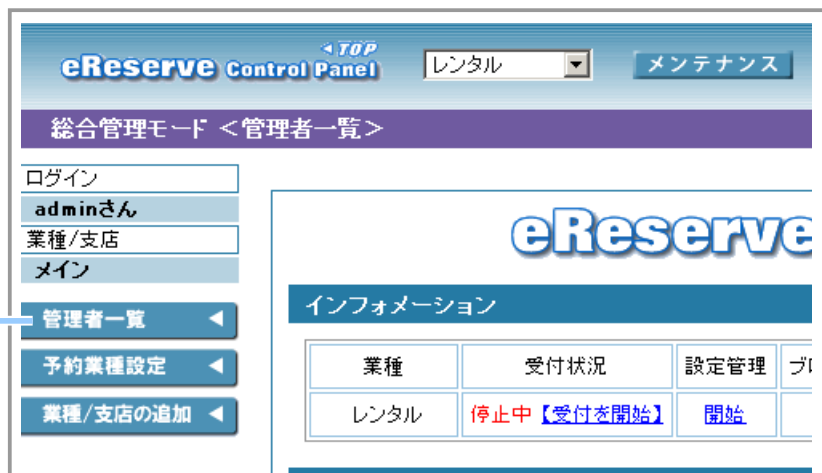 ◀TOP
eReserve Control Panel
レンタル
メンテナンス
総合管理モード <管理者一覧>
ログイン
adminさん
業種/支店
メイン
管理者一覧
予約業種設定
業種/支店の追加
eReserve
インフォメーション
業種 受付状況 設定管理 ブロ
レンタル 停止中【受付を開始】 開始